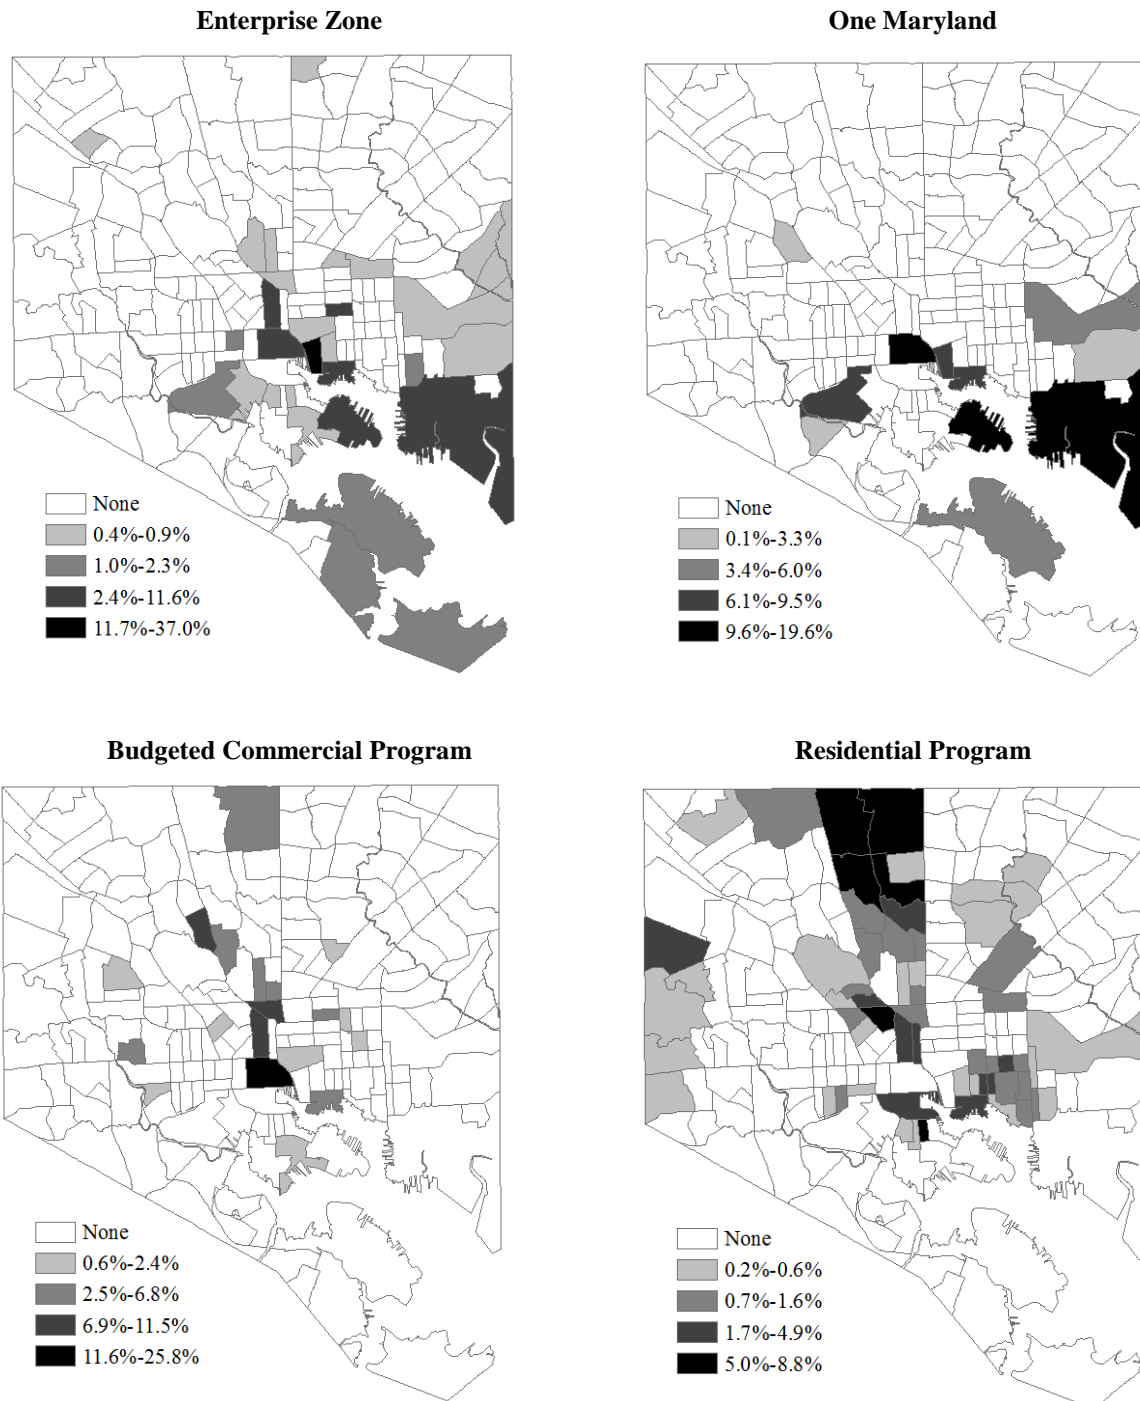 Enterprise Zone
One Maryland
None
0.4%-0.9%
1.0%-2.3%
2.4%-11.6%
11.7%-37.0%
None
0.1%-3.3%
3.4%-6.0%
6.1%-9.5%
9.6%-19.6%
Budgeted Commercial Program
Residential Program
None
0.6%-2.4%
2.5%-6.8%
6.9%-11.5%
11.6%-25.8%
None
0.2%-0.6%
0.7%-1.6%
1.7%-4.9%
5.0%-8.8%